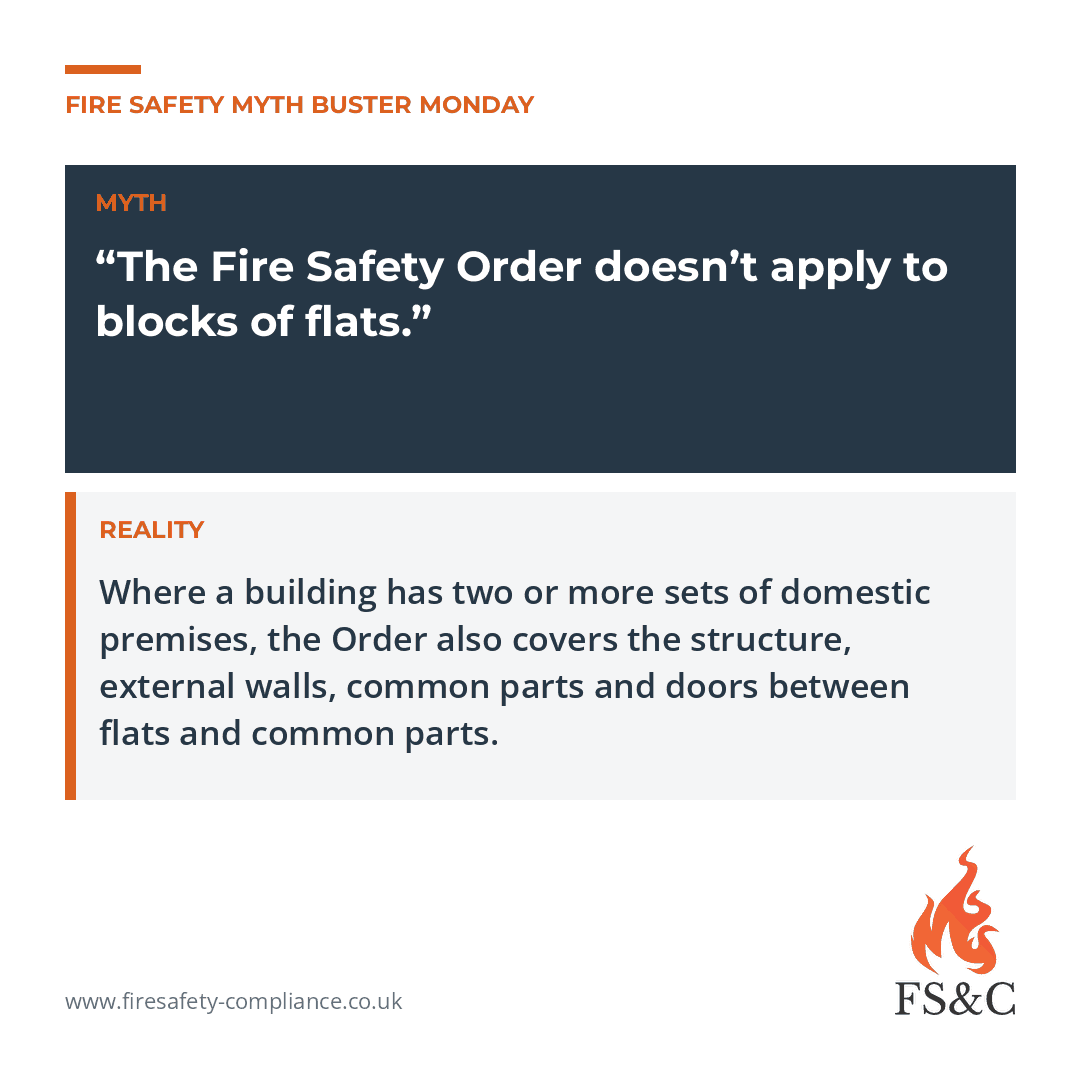 FIRE SAFETY MYTH BUSTER MONDAY
MYTH
“The Fire Safety Order doesn’t apply to
blocks of flats.”
REALITY
Where a building has two or more sets of domestic
premises, the Order also covers the structure,
external walls, common parts and doors between
flats and common parts.
www.firesafety-compliance.co.uk
FS&C